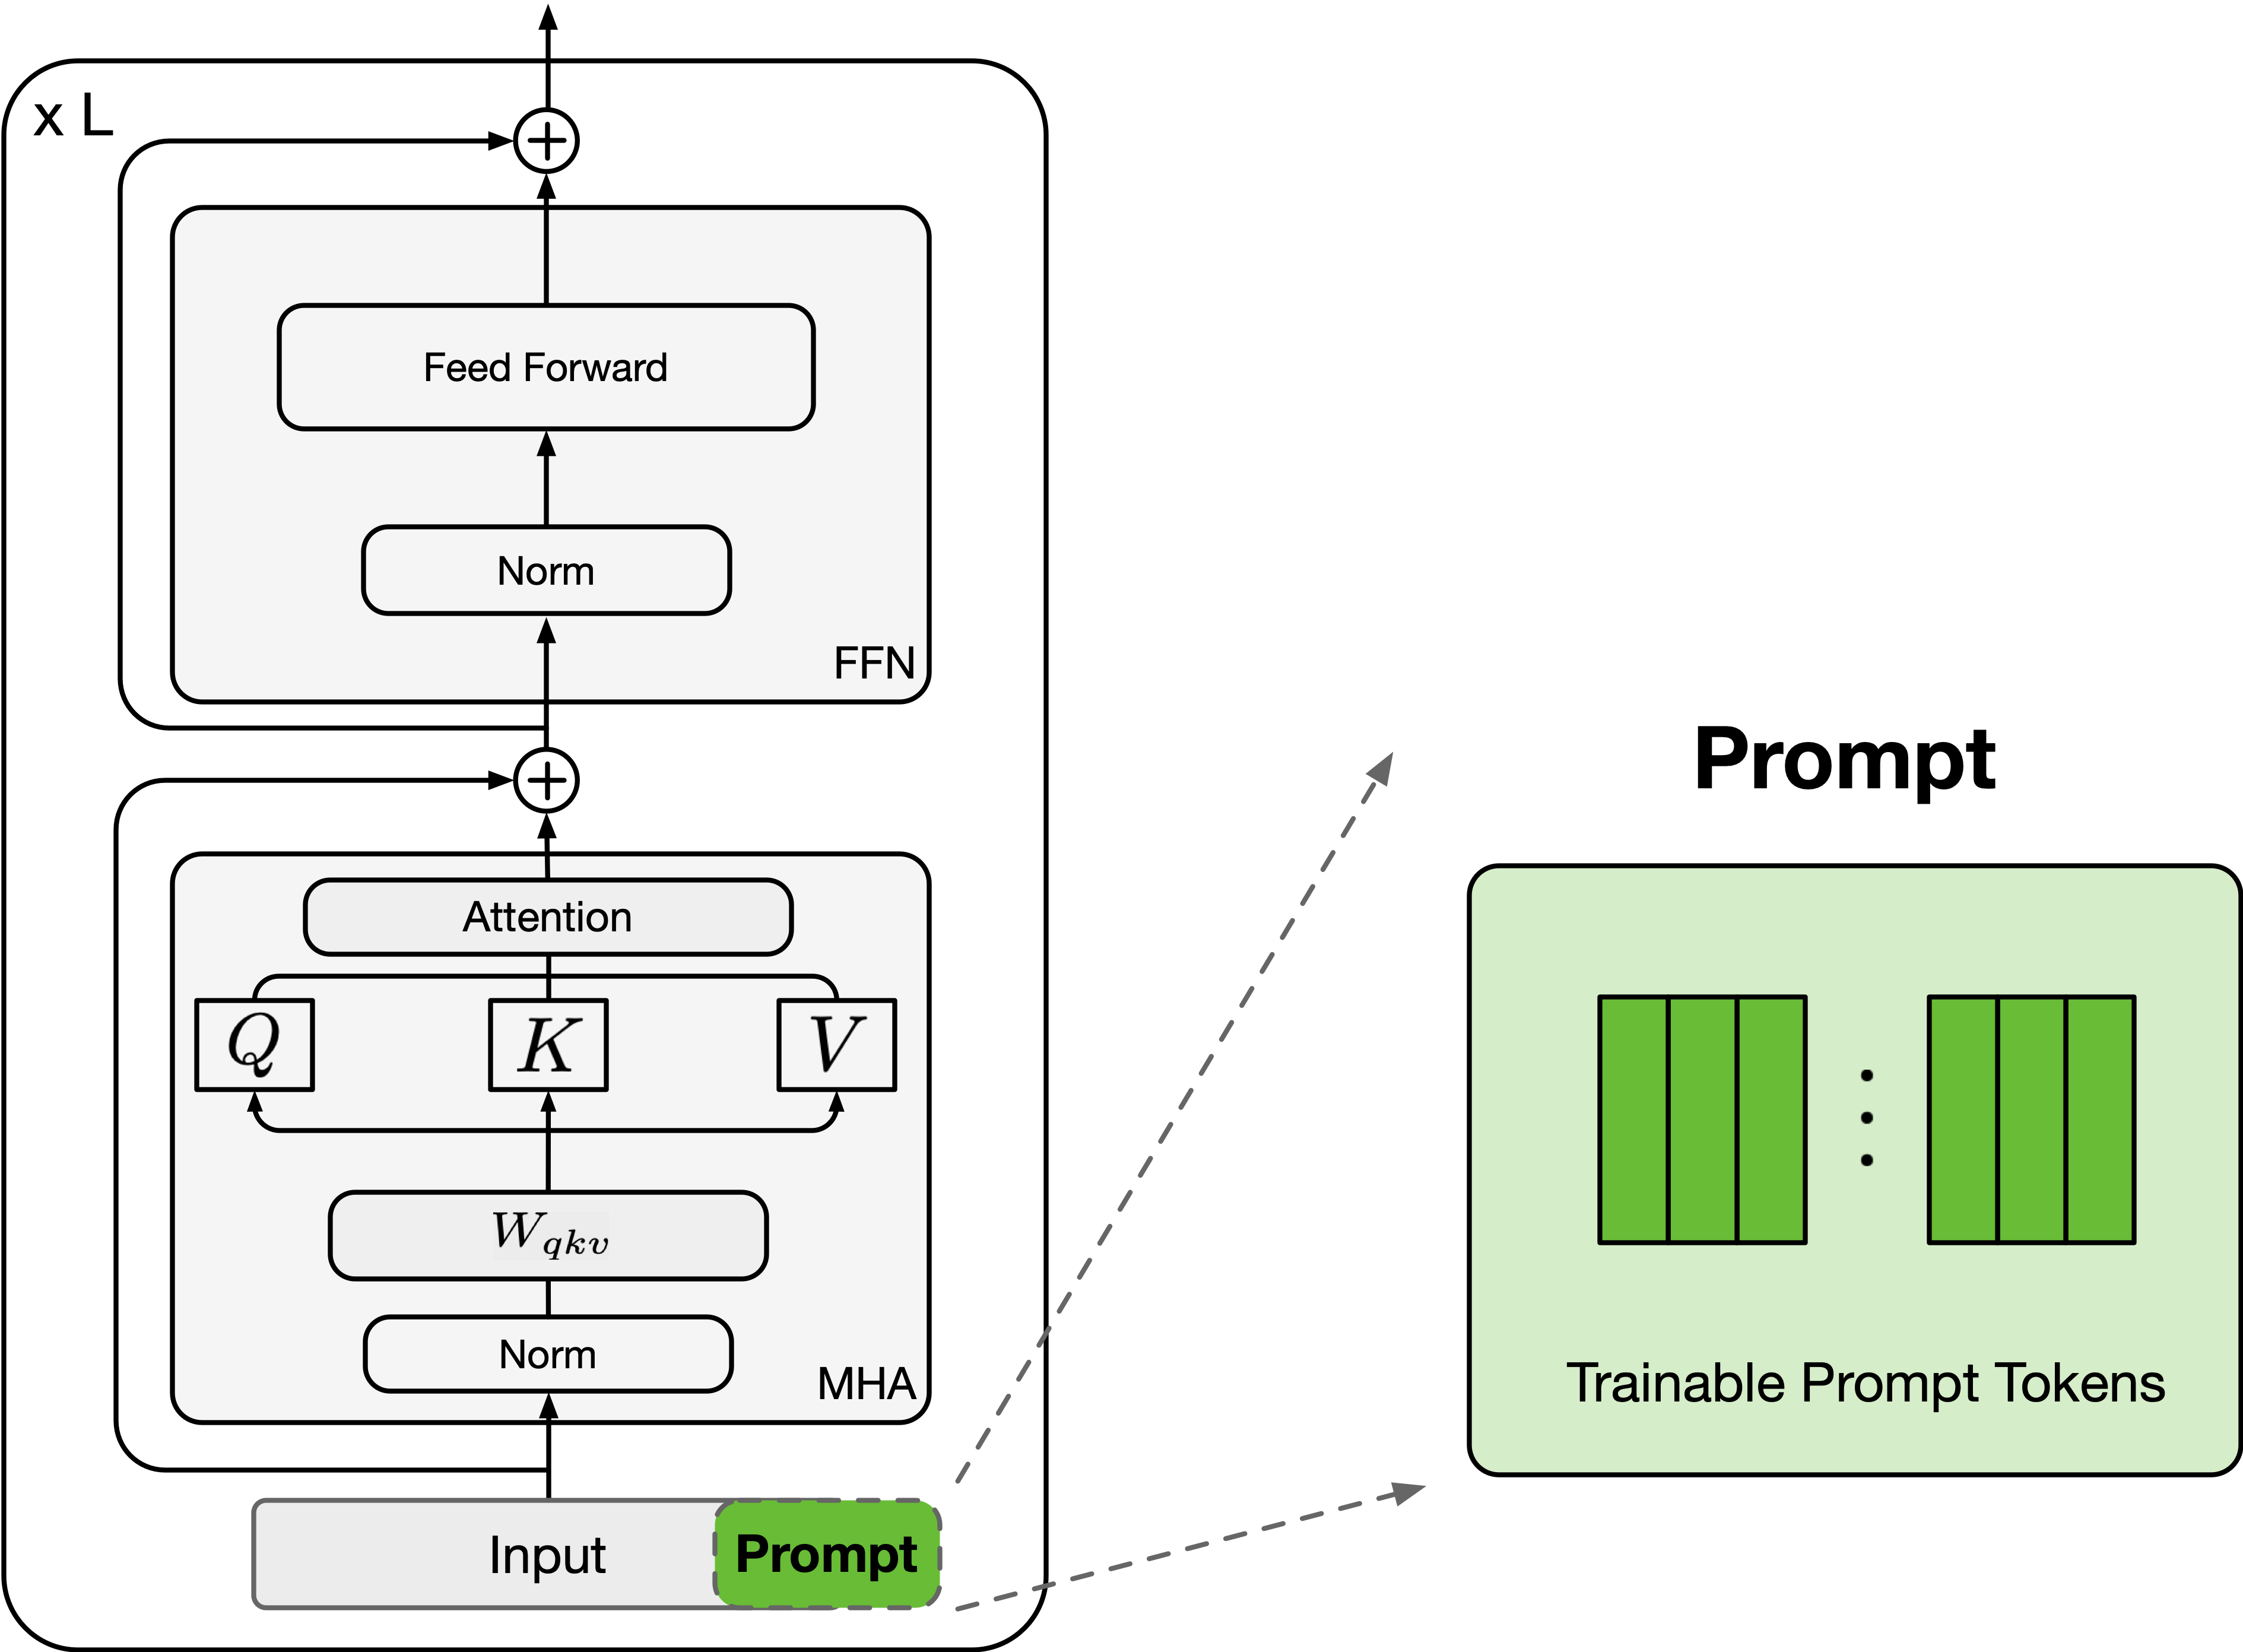 x L
Feed Forward
Norm
FFN
Attention
Q
K
V
W_{qkv}
Norm
MHA
Input
Prompt
Prompt
Trainable Prompt Tokens